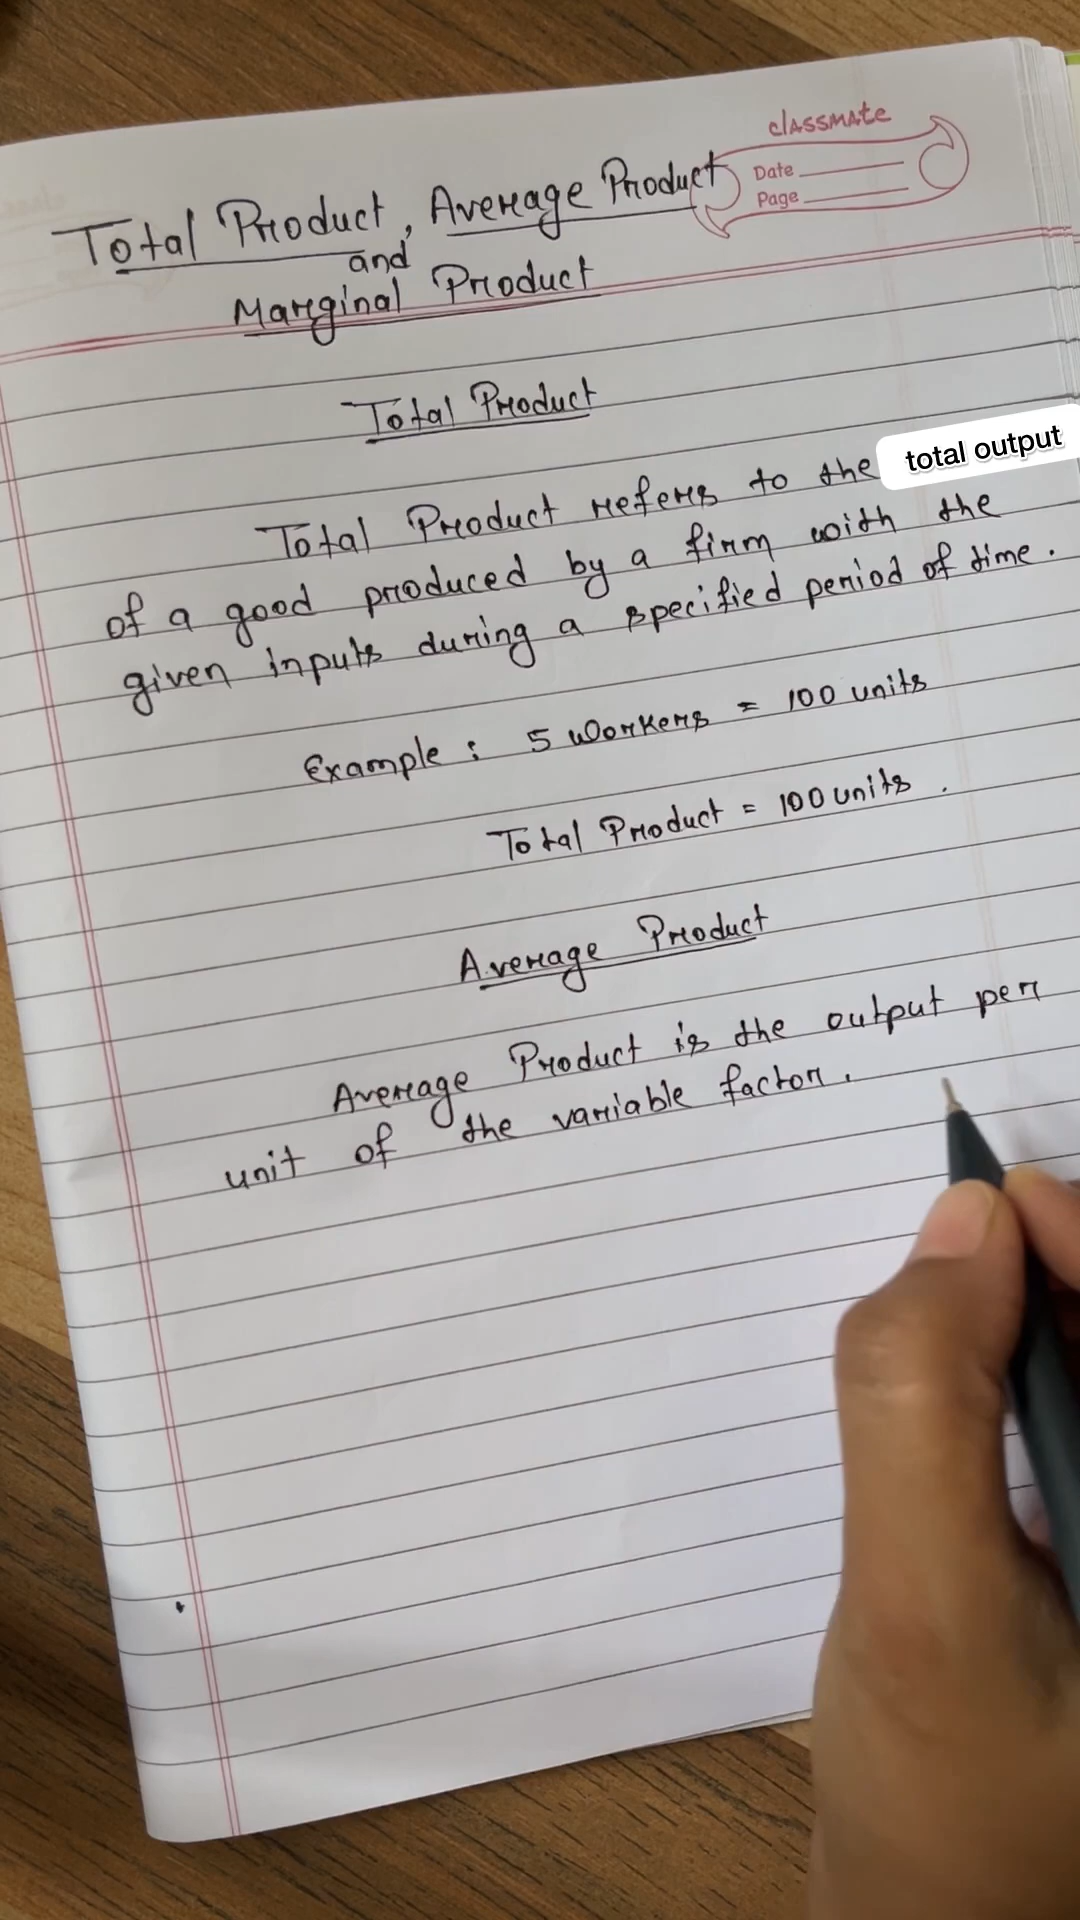 classmate
Date
Page
Total Product, Average Product
and
Marginal Product
Total Product
Total Product refers to the total output
of a good produced by a firm with the
given inputs during a specified period of time.
Example : 5 workers = 100 units
Total Product = 100 units.
Average Product
Average Product is the output per
unit of the variable factor.